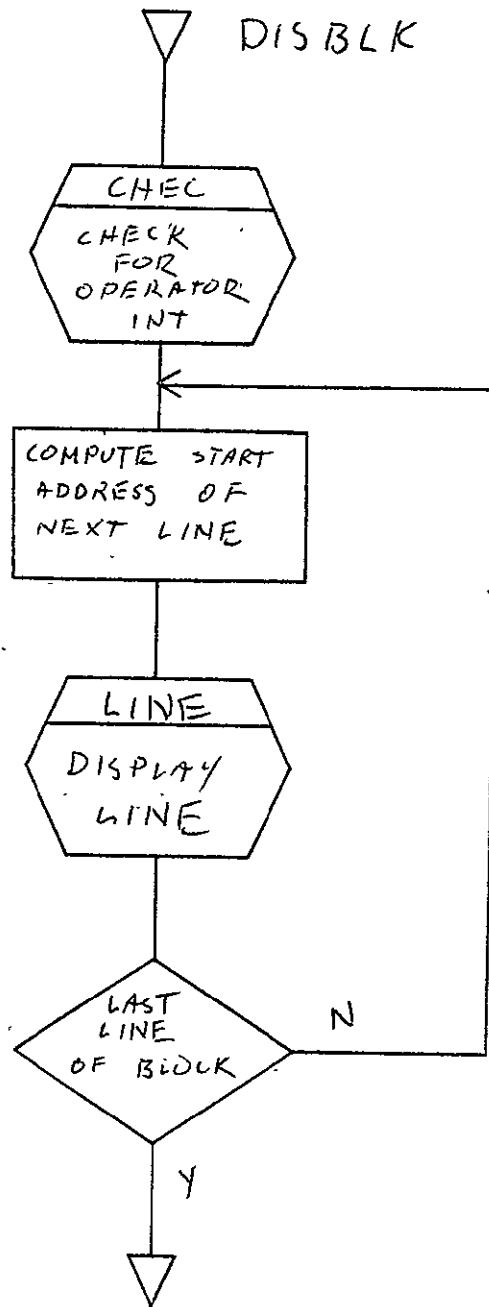 DISBLK
CHEC
CHECK
FOR
OPERATOR
INT
COMPUTE START
ADDRESS OF
NEXT LINE
LINE
DISPLAY
LINE
LAST
LINE
OF BLOCK
N
Y